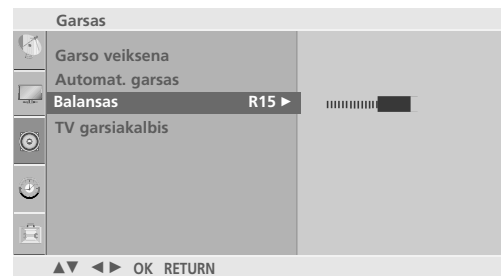 Garsas
Garso veiksena
Automat. garsas
Balansas R15 ►
TV garsiakalbis
▲▼ ◄► OK RETURN